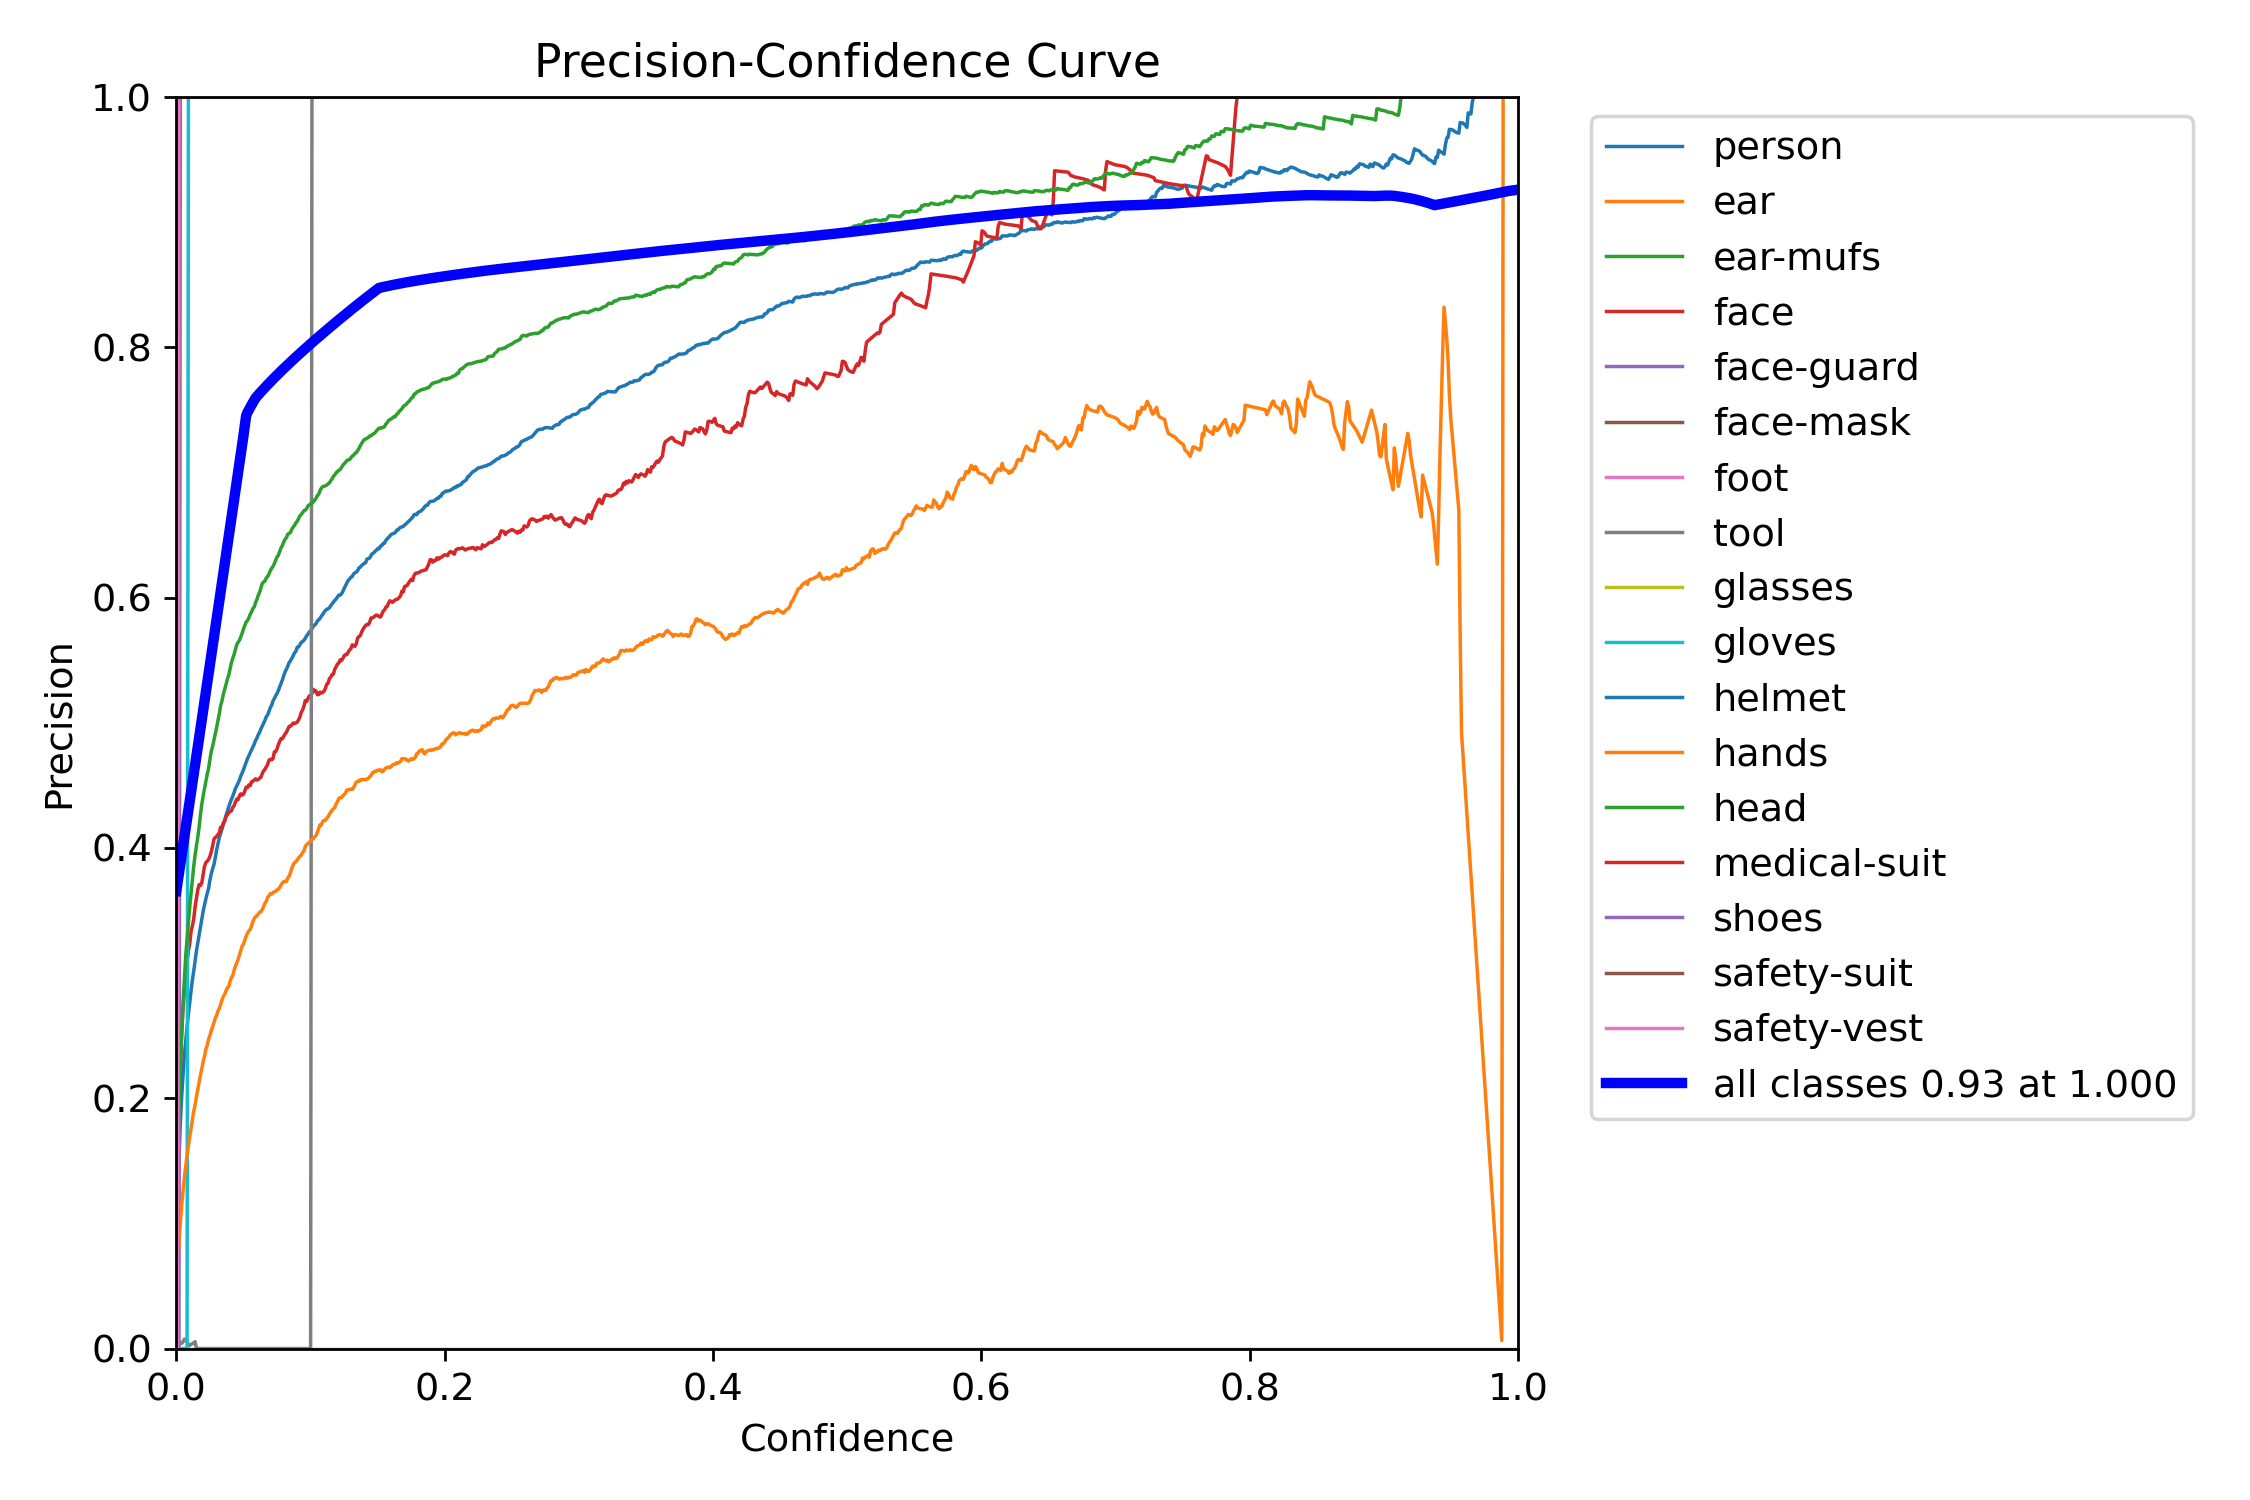 Precision-Confidence Curve
1.0
0.8
0.6
0.4
0.2
0.0
Precision
0.0 0.2 0.4 0.6 0.8 1.0
Confidence
person
ear
ear-mufs
face
face-guard
face-mask
foot
tool
glasses
gloves
helmet
hands
head
medical-suit
shoes
safety-suit
safety-vest
all classes 0.93 at 1.000